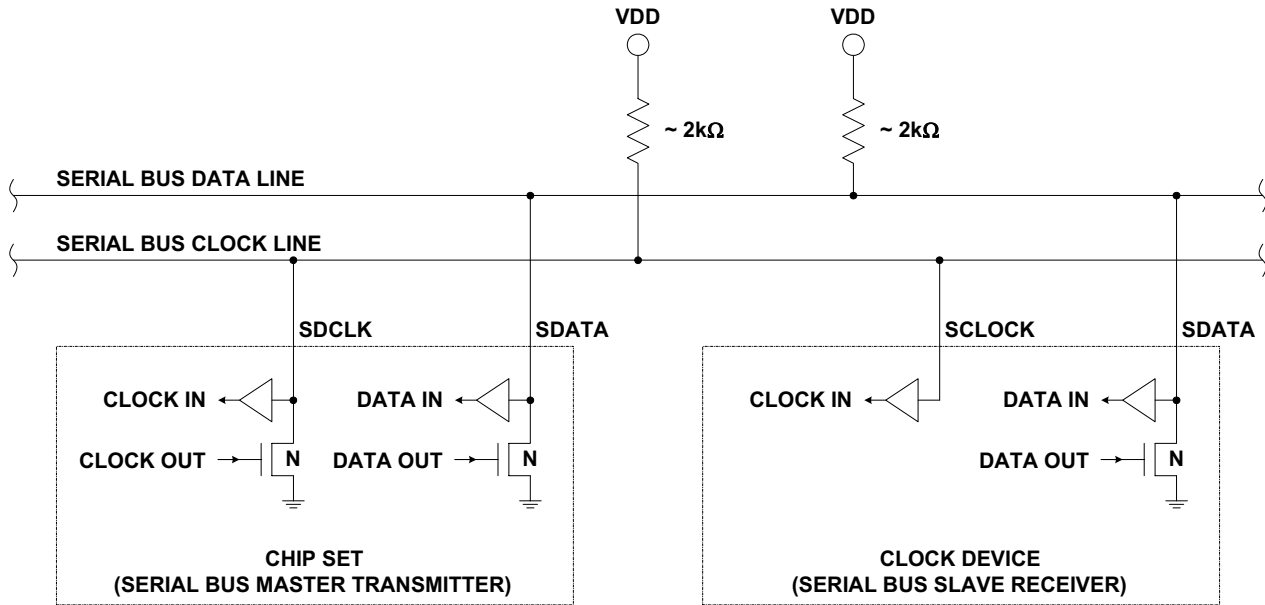 VDD
VDD
~ 2kΩ
~ 2kΩ
SERIAL BUS DATA LINE
SERIAL BUS CLOCK LINE
SDCLK
SDATA
SCLOCK
SDATA
CLOCK IN
DATA IN
CLOCK IN
DATA IN
CLOCK OUT
N
DATA OUT
N
DATA OUT
N
CHIP SET
(SERIAL BUS MASTER TRANSMITTER)
CLOCK DEVICE
(SERIAL BUS SLAVE RECEIVER)